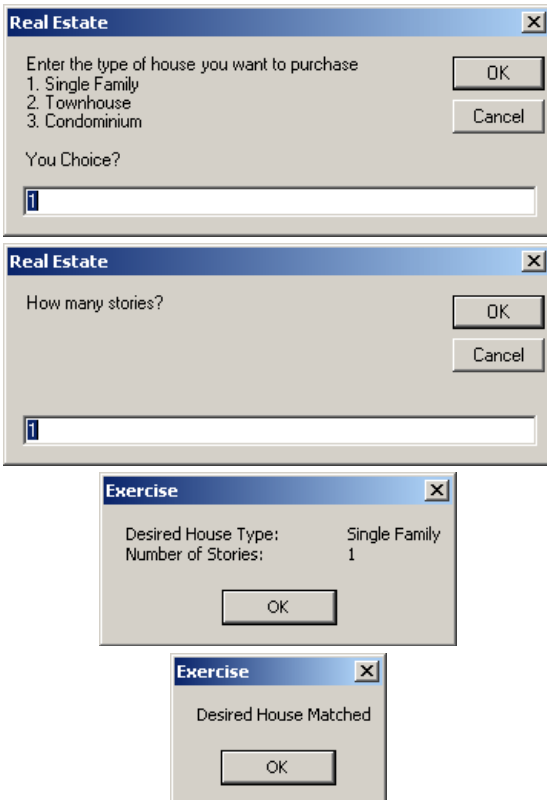 Real Estate
Enter the type of house you want to purchase
1. Single Family
2. Townhouse
3. Condominium
You Choice?
OK
Cancel
1
Real Estate
How many stories?
OK
Cancel
1
Exercise
Desired House Type: Single Family
Number of Stories: 1
OK
Exercise
Desired House Matched
OK